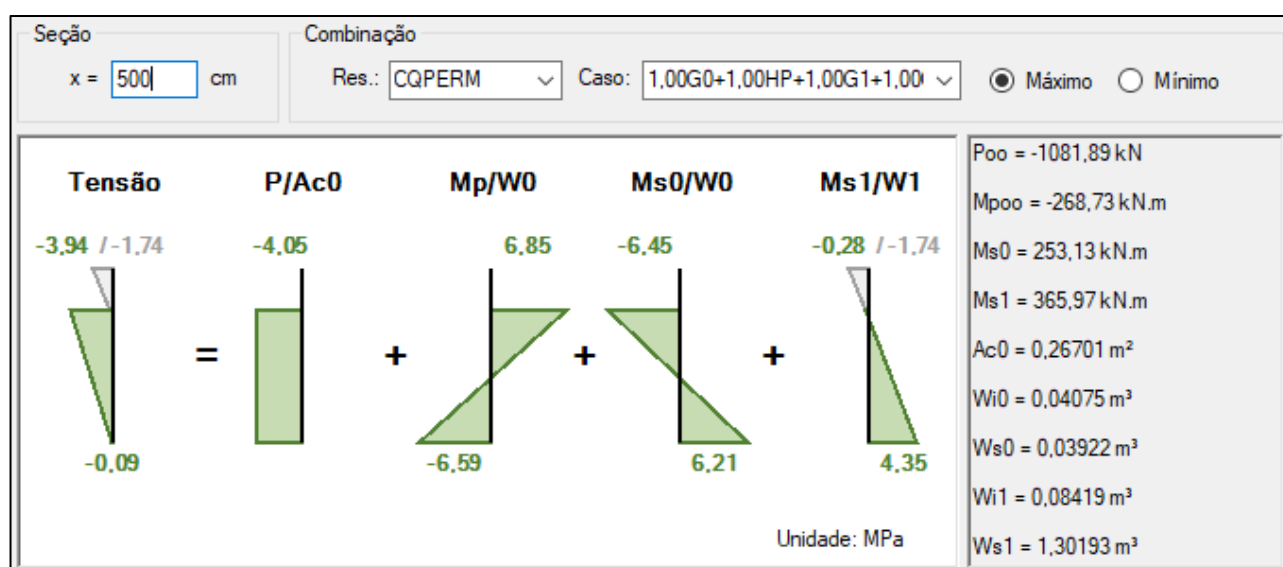 Seção
x = 500 cm
Combinação
Res.: CQPERM Caso: 1,00G0+1,00HP+1,00G1+1,00 Máximo Mínimo
Tensão P/Ac0 Mp/W0 Ms0/W0 Ms1/W1
-3,94 / -1,74 -4,05 6,85 -6,45 -0,28 / -1,74
= + + +
-0,09 -6,59 6,21 4,35
Unidade: MPa
Poo = -1081,89 kN
Mpoo = -268,73 kN.m
Ms0 = 253,13 kN.m
Ms1 = 365,97 kN.m
Ac0 = 0,26701 m²
Wi0 = 0,04075 m³
Ws0 = 0,03922 m³
Wi1 = 0,08419 m³
Ws1 = 1,30193 m³